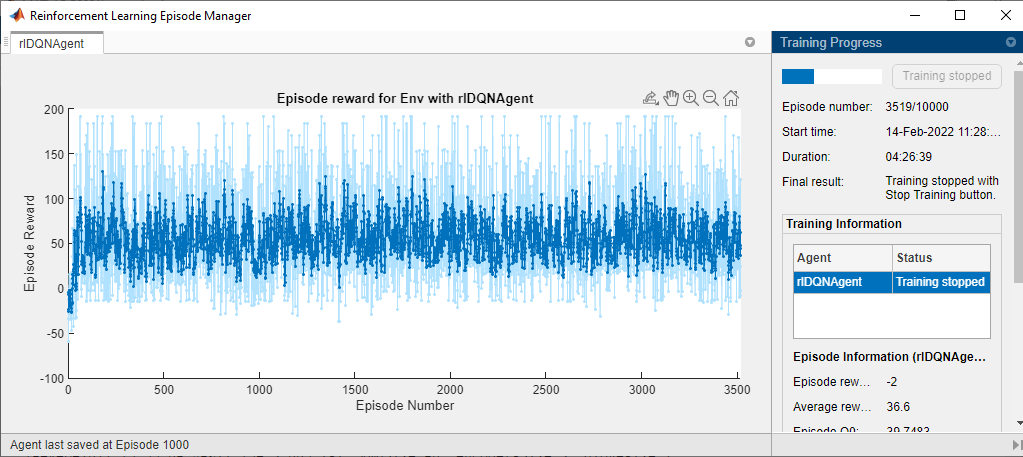 Reinforcement Learning Episode Manager
rlDQNAgent
Training Progress
Episode reward for Env with rlDQNAgent
200
150
100
50
0
-50
-100
Episode Reward
0
500
1000
1500
-2000
2500
3000
3500
Episode Number
Training stopped
Episode number: 3519/10000
Start time: 14-Feb-2022 11:28:...
Duration: 04:26:39
Final result: Training stopped with
Stop Training button.
Training Information
Agent Status
rlDQNAgent Training stopped
Episode Information (rlDQNAge...
Episode rew... -2
Average rew... 36.6
Episode Q0: 39.7483
Agent last saved at Episode 1000